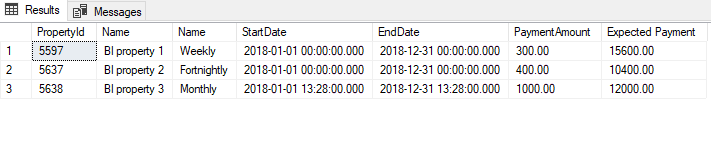 Results Messages
PropertyId Name Name StartDate EndDate PaymentAmount Expected Payment
1 5597 BI property 1 Weekly 2018-01-01 00:00:00.000 2018-12-31 00:00:00.000 300.00 15600.00
2 5637 BI property 2 Fortnightly 2018-01-01 00:00:00.000 2018-12-31 00:00:00.000 400.00 10400.00
3 5638 BI property 3 Monthly 2018-01-01 13:28:00.000 2018-12-31 13:28:00.000 1000.00 12000.00